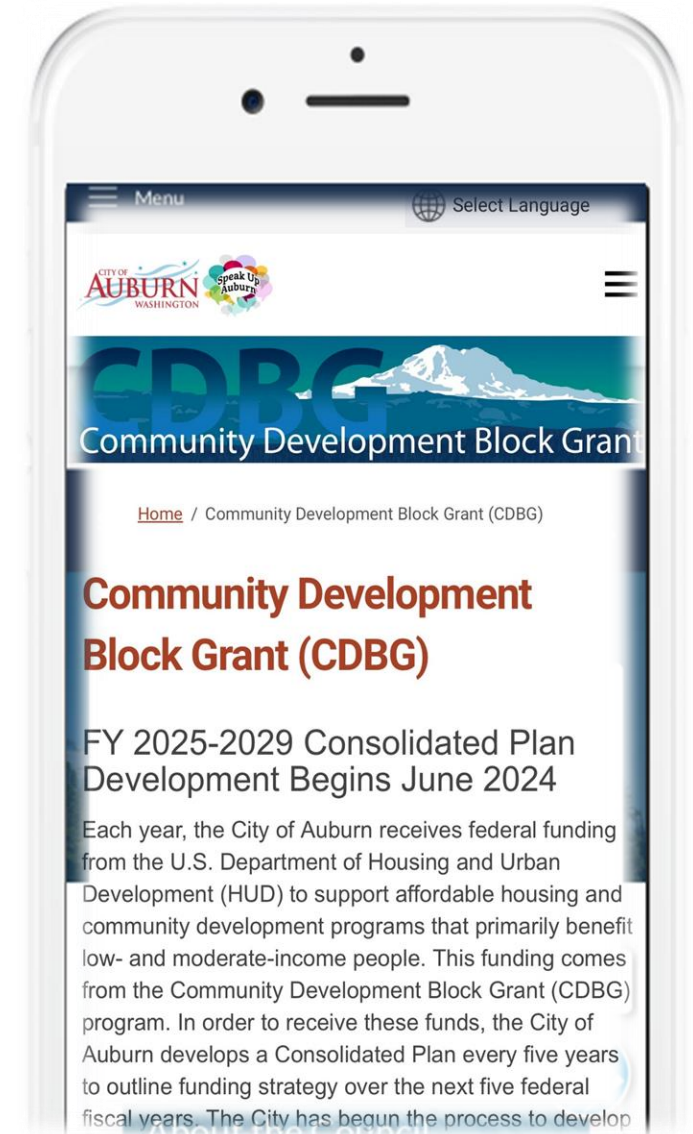 Menu
Select Language
CITY OF
AUBURN
WASHINGTON
Speak Up
Auburn
CDBG
Community Development Block Grant
Home / Community Development Block Grant (CDBG)
Community Development
Block Grant (CDBG)
FY 2025-2029 Consolidated Plan
Development Begins June 2024
Each year, the City of Auburn receives federal funding
from the U.S. Department of Housing and Urban
Development (HUD) to support affordable housing and
community development programs that primarily benefit
low- and moderate-income people. This funding comes
from the Community Development Block Grant (CDBG)
program. In order to receive these funds, the City of
Auburn develops a Consolidated Plan every five years
to outline funding strategy over the next five federal
fiscal years. The City has begun the process to develop
About the Council